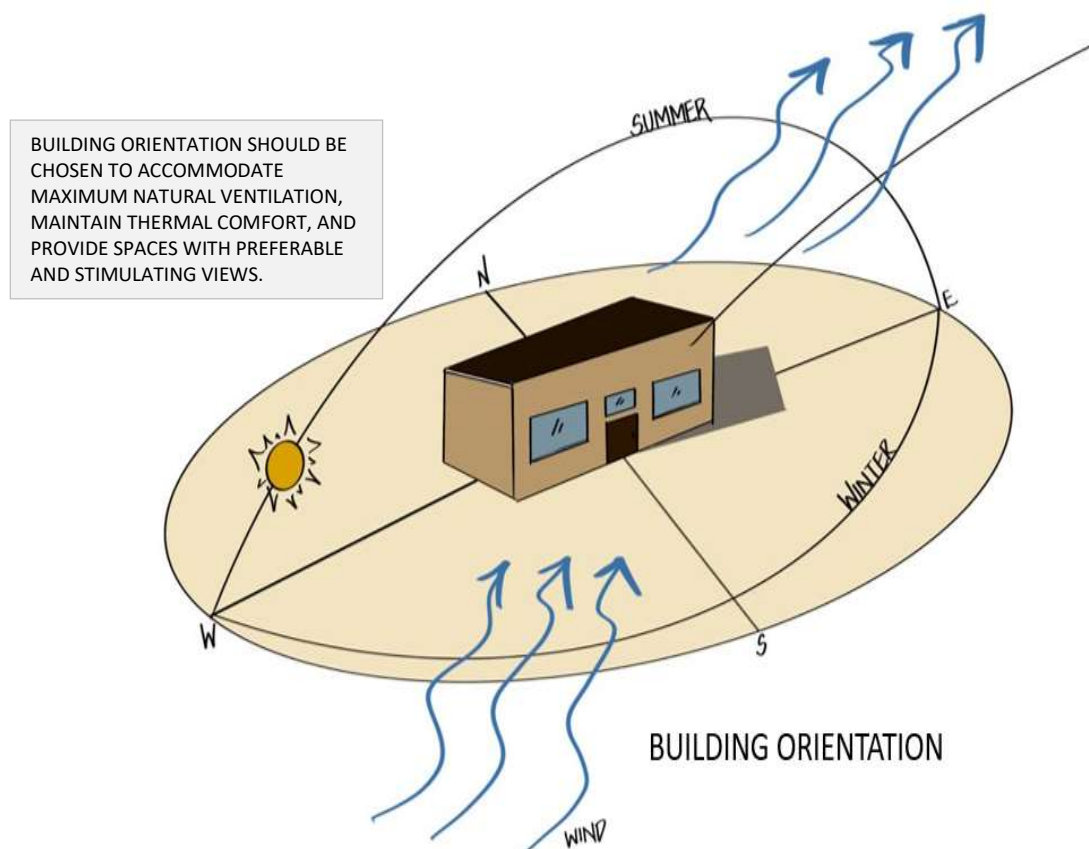 SUMMER
BUILDING ORIENTATION SHOULD BE
CHOSEN TO ACCOMMODATE
MAXIMUM NATURAL VENTILATION,
MAINTAIN THERMAL COMFORT, AND
PROVIDE SPACES WITH PREFERABLE
AND STIMULATING VIEWS.
N
E
WINTER
W
S
BUILDING ORIENTATION
WIND